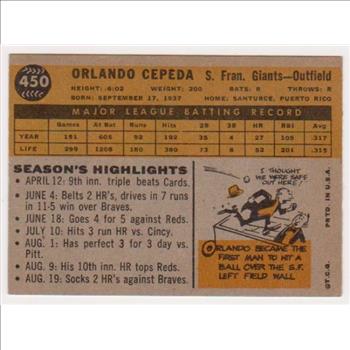 450
ORLANDO CEPEDA S. Fran. Giants—Outfield
HEIGHT: 6:02 WEIGHT: 200 BATS: R THROWS: R
BORN: SEPTEMBER 17, 1937 HOME: SANTURCE, PUERTO RICO
MAJOR LEAGUE BATTING RECORD
Games At Bat Runs Hits 2B 3B HR RBI Avg.
YEAR 151 605 92 192 35 4 27 105 .317
LIFE 299 1208
.315
SEASON'S HIGHLIGHTS
• APRIL 12: 9th inn. triple beats Cards.
• JUNE 4: Belts 2 HR's, drives in 7 runs
in 11-5 win over Braves.
• JUNE 18: Goes 4 for 5 against Reds.
• JULY 10: Hits 3 run HR vs. Cincy.
• AUG. 1: Has perfect 3 for 3 day vs.
Pitt.
• AUG. 9: His 10th inn. HR tops Reds.
• AUG. 19: Socks 2 HR's against Braves.
I THOUGHT
WE WERE SAFE
OUT HERE!
ORLANDO BECAME THE
FIRST MAN TO HIT A
BALL OVER THE S.F.
LEFT FIELD WALL
©T.C.G. PRTD. IN U.S.A.